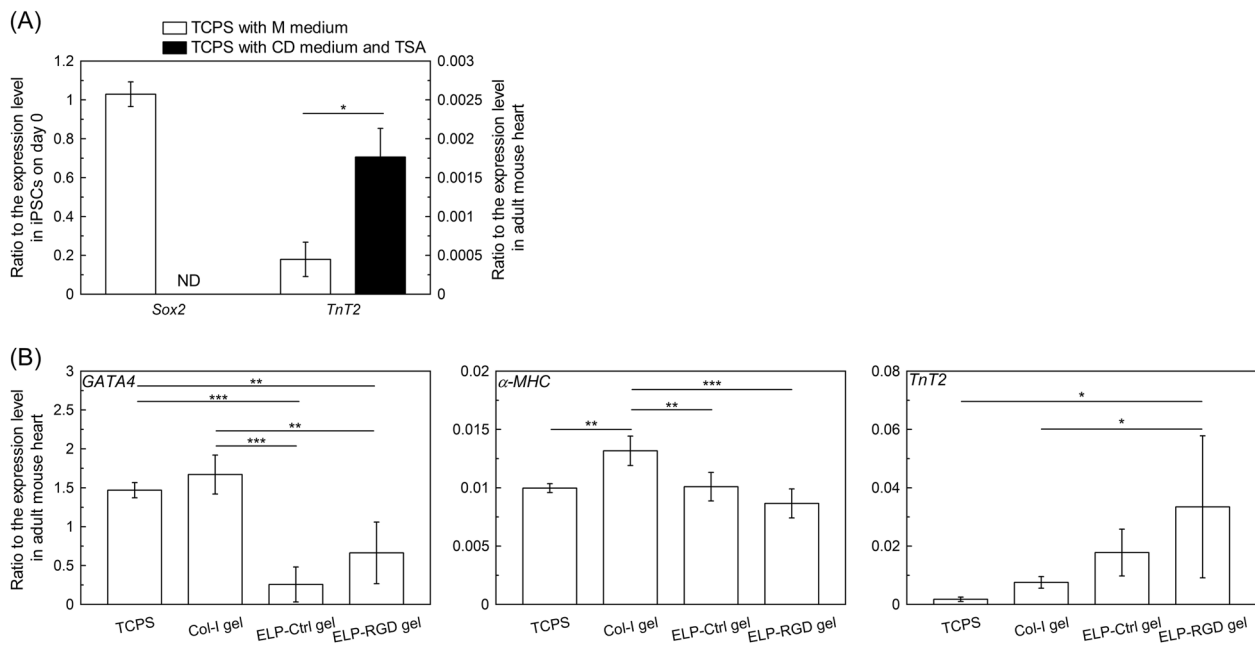 (A)
TCPS with M medium
TCPS with CD medium and TSA
Ratio to the expression level
in iPSCs on day 0
1.2
1
0.8
0.6
0.4
0.2
0
ND
*
Sox2
TnT2
0.003
0.0025
0.002
0.0015
0.001
0.0005
0
Ratio to the expression level
in adult mouse heart
(B)
Ratio to the expression level
in adult mouse heart
GATA4
3
2.5
2
1.5
1
0.5
0
**
***
**
***
TCPS
Col-I gel
ELP-Ctrl gel
ELP-RGD gel
α-MHC
0.02
0.015
0.01
0.005
0
***
**
**
TCPS
Col-I gel
ELP-Ctrl gel
ELP-RGD gel
TnT2
0.08
0.06
0.04
0.02
0
*
*
TCPS
Col-I gel
ELP-Ctrl gel
ELP-RGD gel